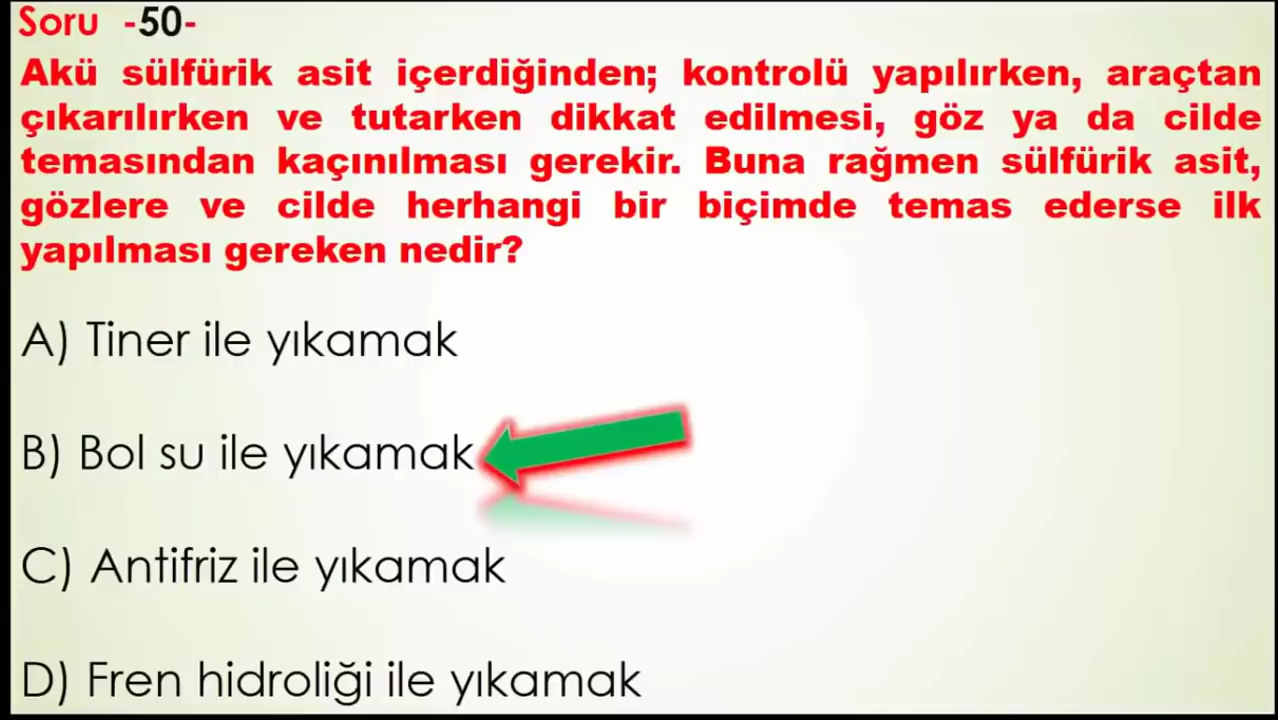 Soru -50-
Akü sülfürik asit içerdiğinden; kontrolü yapılırken, araçtan
çıkarılırken ve tutarken dikkat edilmesi, göz ya da cilde
temasından kaçınılması gerekir. Buna rağmen sülfürik asit,
gözlere ve cilde herhangi bir biçimde temas ederse ilk
yapılması gereken nedir?
A) Tiner ile yıkamak
B) Bol su ile yıkamak
C) Antifriz ile yıkamak
D) Fren hidroliği ile yıkamak